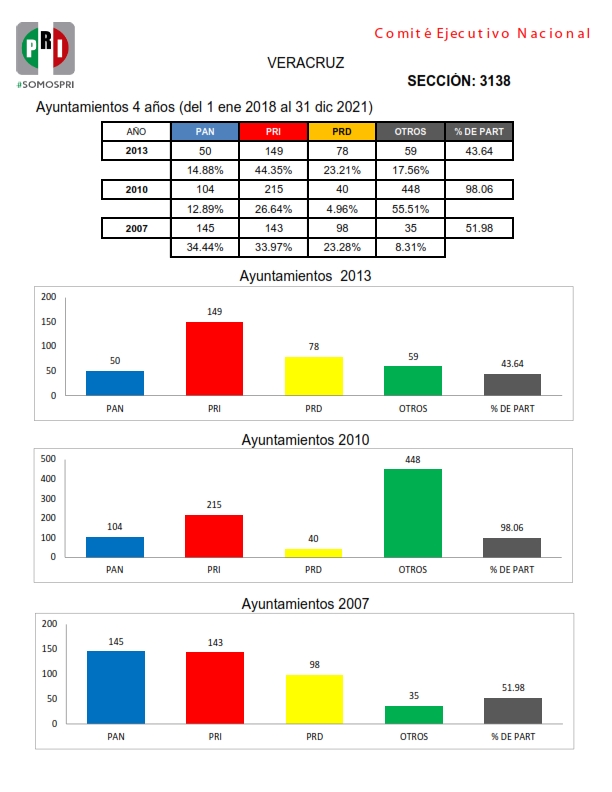 PRI
#SOMOSPRI
Comité Ejecutivo Nacional
VERACRUZ
SECCIÓN: 3138
Ayuntamientos 4 años (del 1 ene 2018 al 31 dic 2021)
AÑO PAN PRI PRD OTROS % DE PART
2013 50 149 78 59 43.64
14.88% 44.35% 23.21% 17.56%
2010 104 215 40 448 98.06
12.89% 26.64% 4.96% 55.51%
2007 145 143 98 35 51.98
34.44% 33.97% 23.28% 8.31%
Ayuntamientos 2013
200
150
100
50
0
50 149 78 59 43.64
PAN PRI PRD OTROS % DE PART
Ayuntamientos 2010
500
400
300
200
100
0
104 215 40 448 98.06
PAN PRI PRD OTROS % DE PART
Ayuntamientos 2007
200
150
100
50
0
145 143 98 35 51.98
PAN PRI PRD OTROS % DE PART